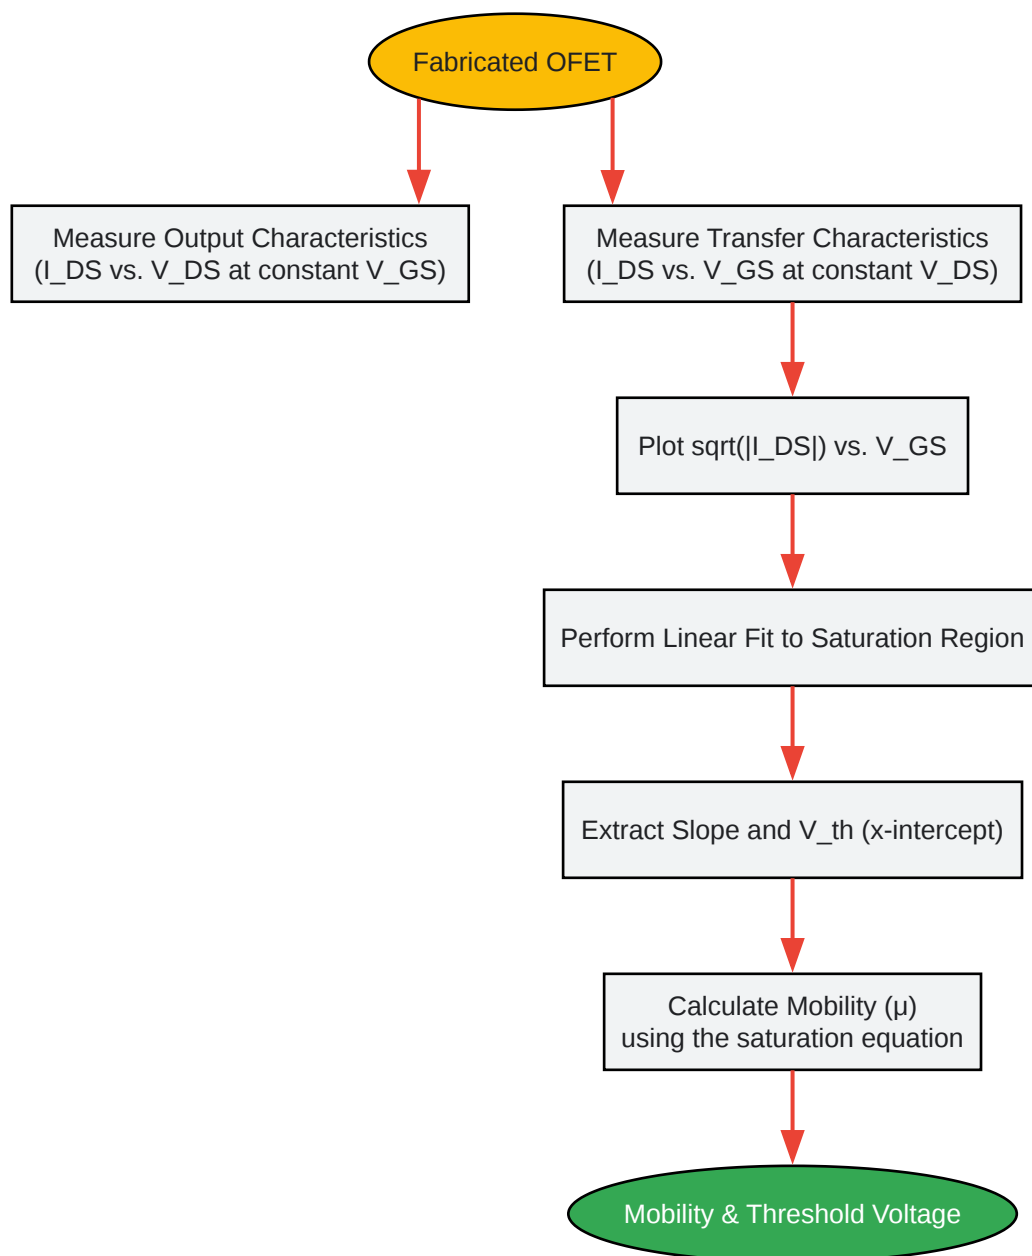 Fabricated OFET
Measure Output Characteristics
(I_DS vs. V_DS at constant V_GS)
Measure Transfer Characteristics
(I_DS vs. V_GS at constant V_DS)
Plot sqrt(|I_DS|) vs. V_GS
Perform Linear Fit to Saturation Region
Extract Slope and V_th (x-intercept)
Calculate Mobility (μ)
using the saturation equation
Mobility & Threshold Voltage